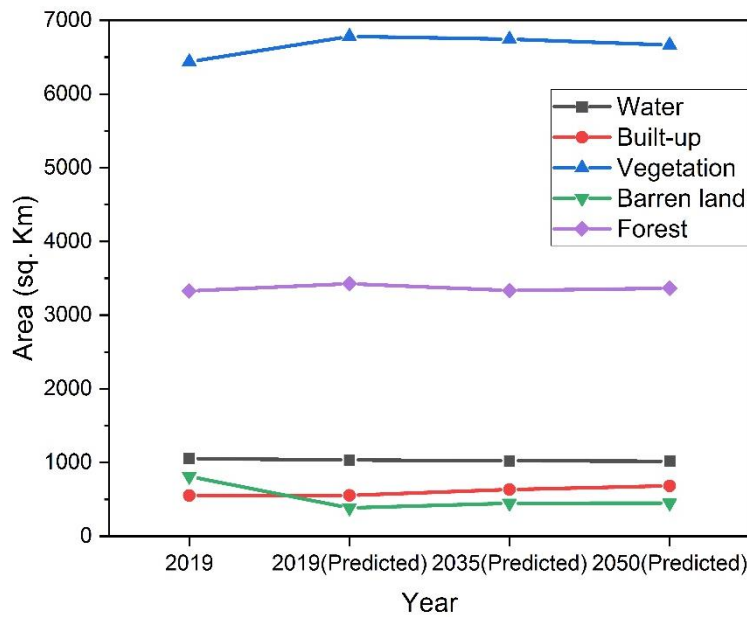 7000
6000
5000
4000
3000
2000
1000
0
Area (sq. Km)
Water
Built-up
Vegetation
Barren land
Forest
2019
2019(Predicted)
2035(Predicted)
2050(Predicted)
Year